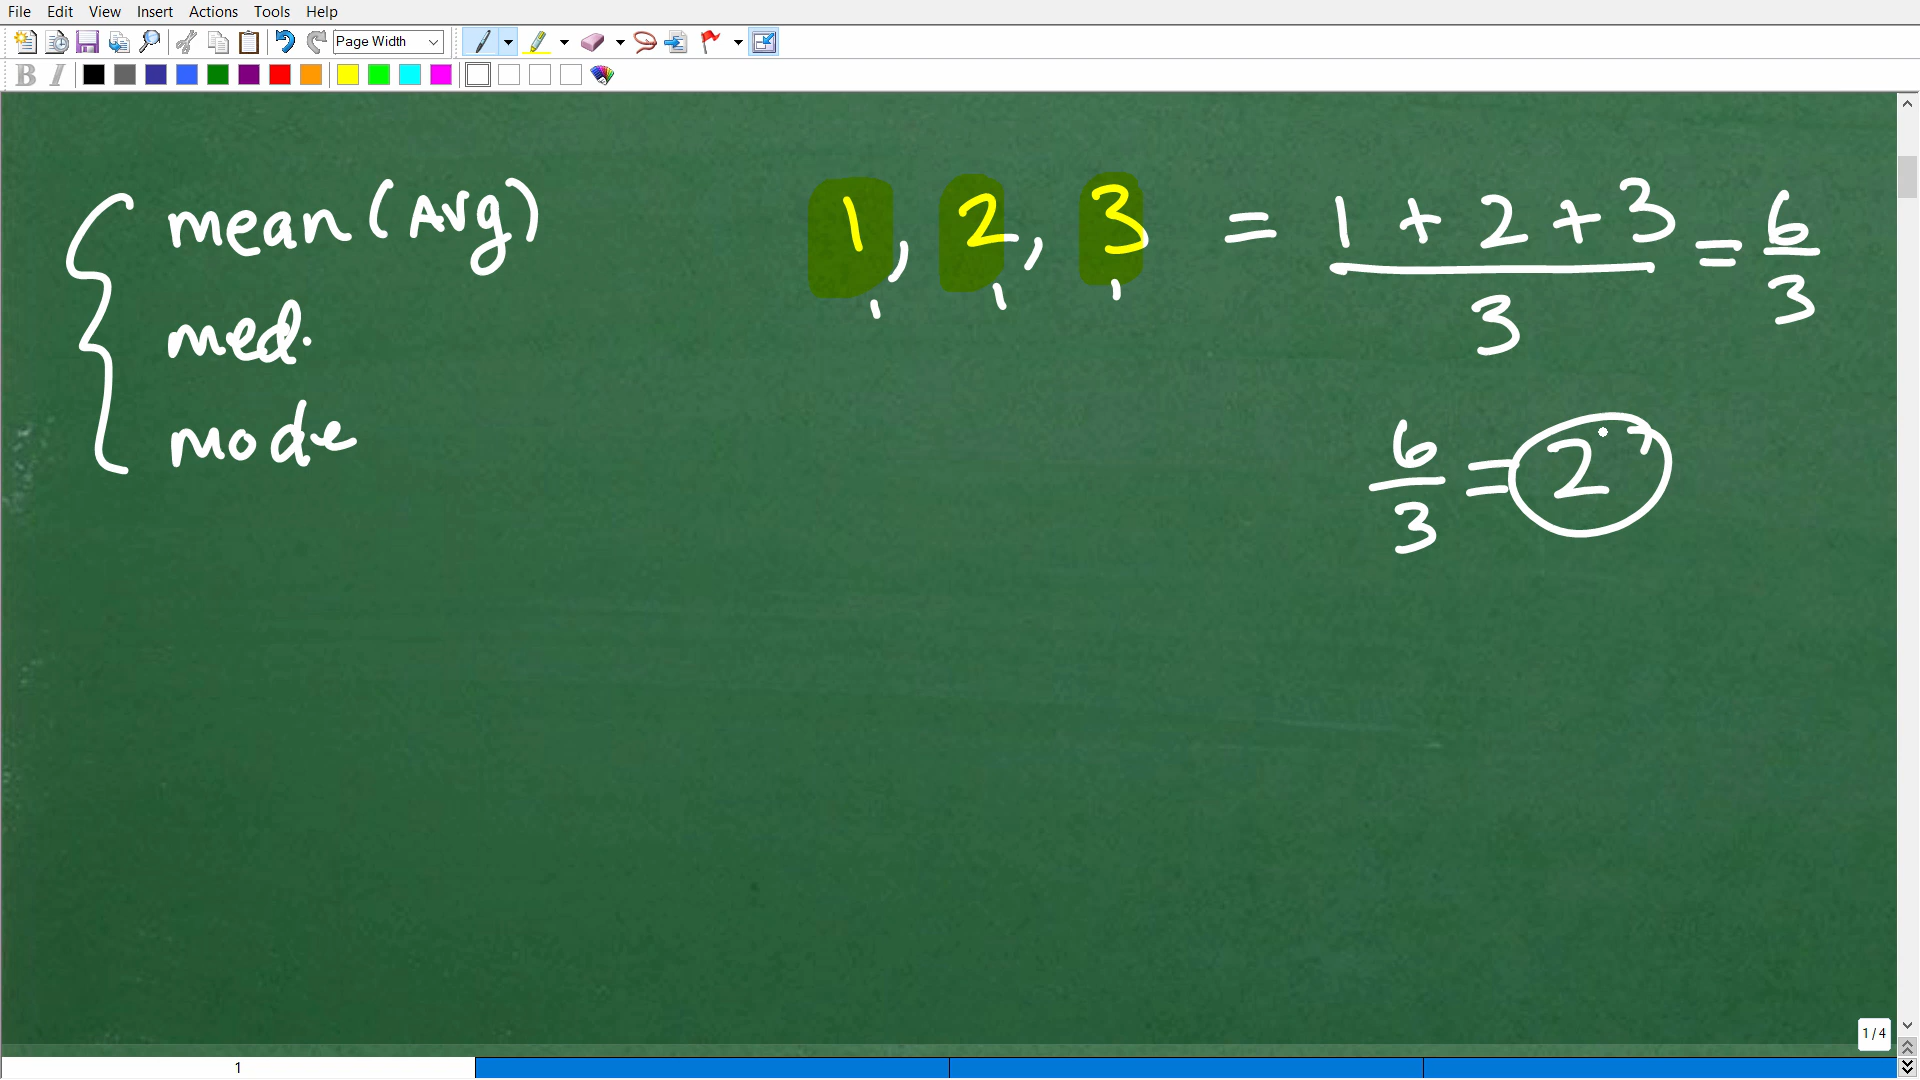 File Edit View Insert Actions Tools Help
Page Width
B I
mean (Avg) 1, 2, 3 = 1 + 2 + 3 / 3 = 6/3
med.
mode
6/3 = 2
1 / 4
1